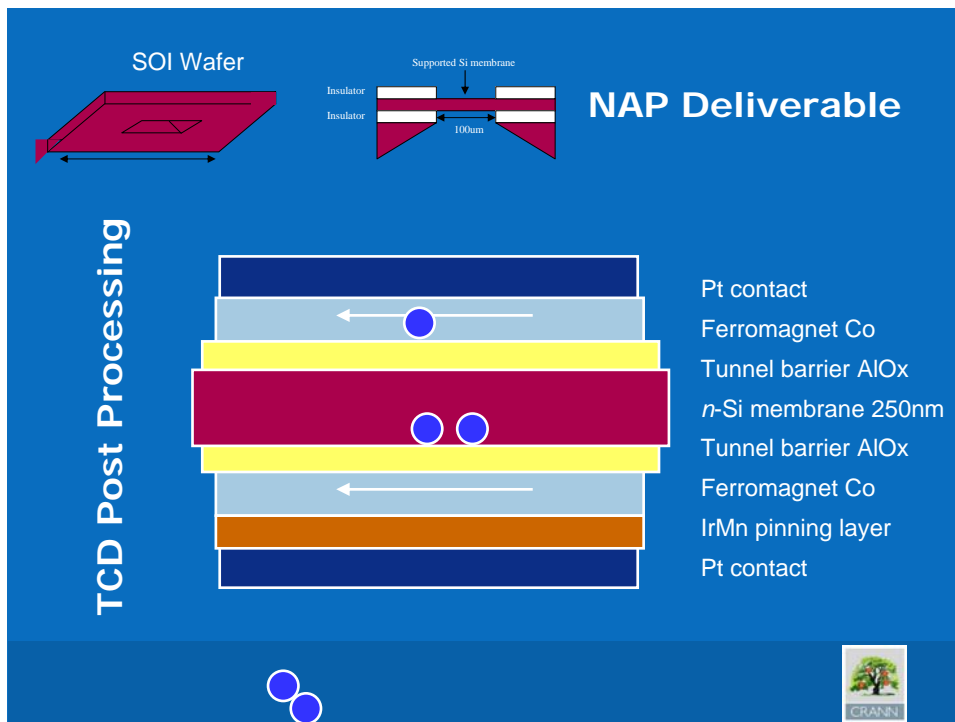 SOI Wafer
Supported Si membrane
Insulator
Insulator
100um
NAP Deliverable
TCD Post Processing
Pt contact
Ferromagnet Co
Tunnel barrier AlOx
n-Si membrane 250nm
Tunnel barrier AlOx
Ferromagnet Co
IrMn pinning layer
Pt contact
CRANN